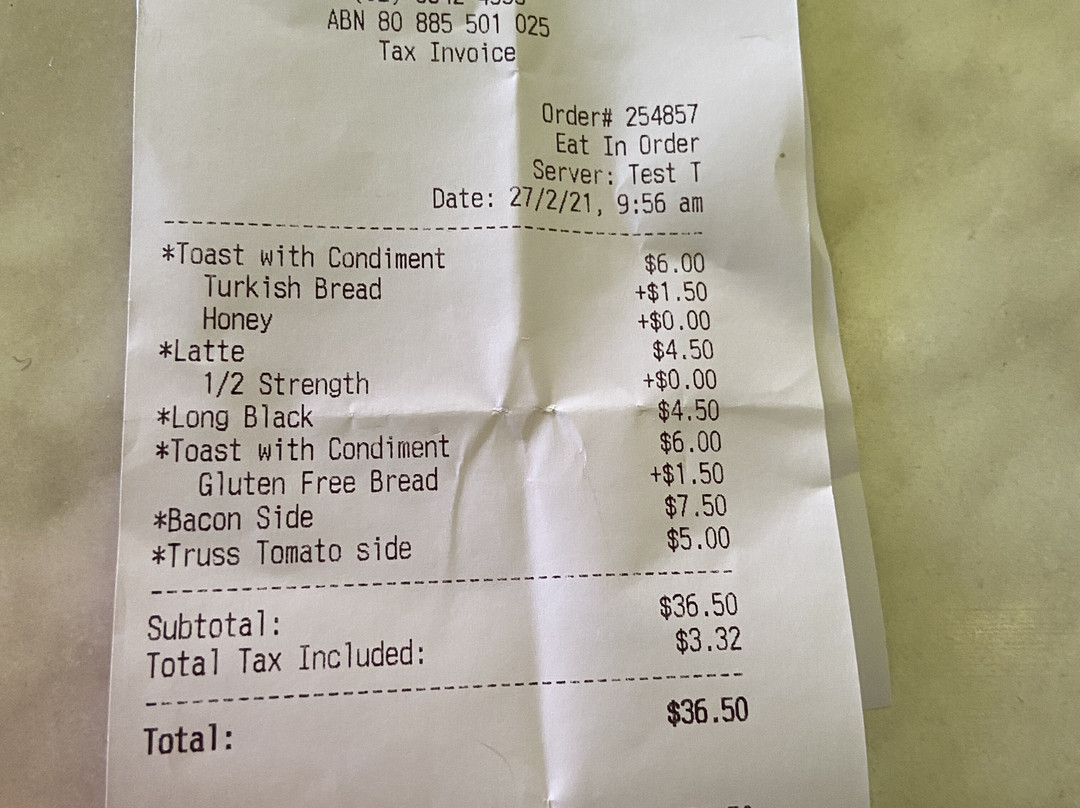 ABN 80 885 501 025
Tax Invoice
Order# 254857
Eat In Order
Server: Test T
Date: 27/2/21, 9:56 am
*Toast with Condiment $6.00
Turkish Bread +$1.50
Honey +$0.00
*Latte $4.50
1/2 Strength +$0.00
*Long Black $4.50
*Toast with Condiment $6.00
Gluten Free Bread +$1.50
*Bacon Side $7.50
*Truss Tomato side $5.00
Subtotal: $36.50
Total Tax Included: $3.32
Total: $36.50